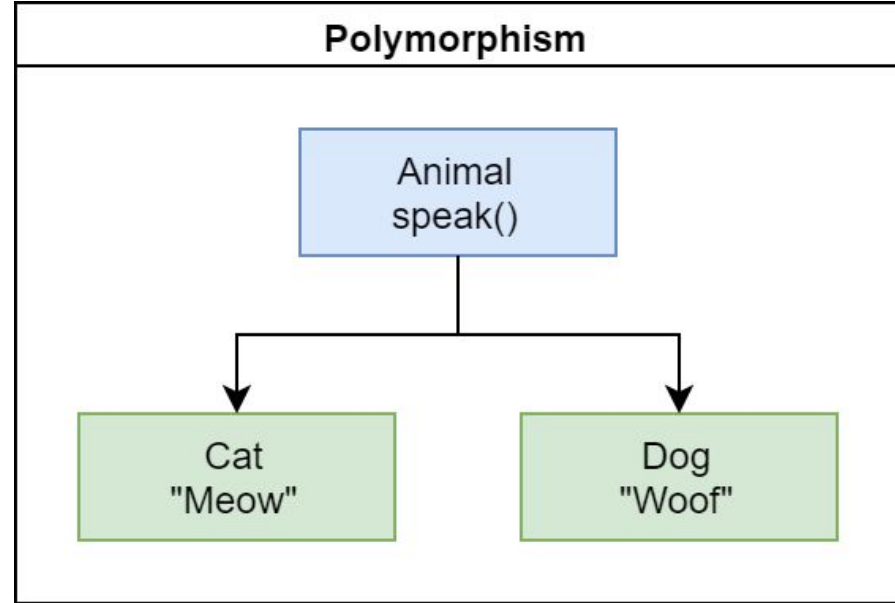 Polymorphism
Animal
speak()
Cat
"Meow"
Dog
"Woof"